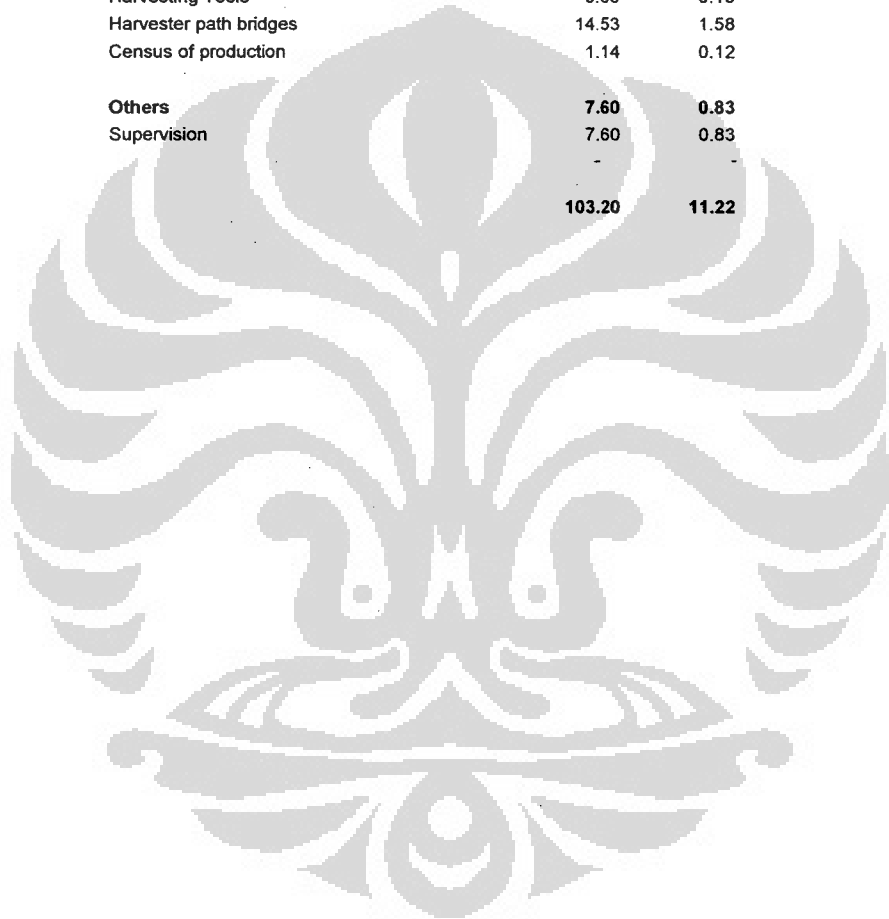 Harvester path bridges 14.53 1.58
Census of production 1.14 0.12
Others 7.60 0.83
Supervision 7.60 0.83
- -
103.20 11.22